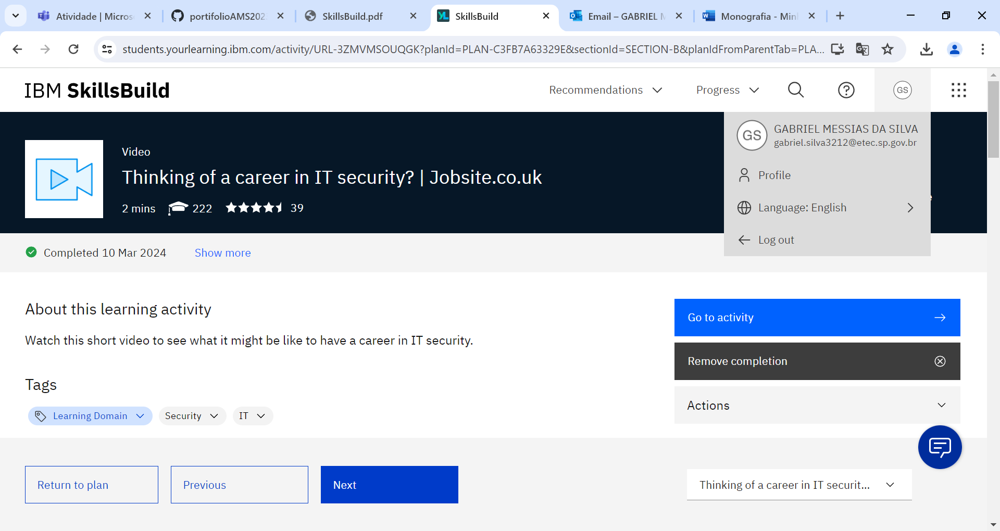 Atividade | Micros
portifolioAMS202
SkillsBuild.pdf
SkillsBuild
Email – GABRIEL M
Monografia - Min
students.yourlearning.ibm.com/activity/URL-3ZMVMSOUQGK?planId=PLAN-C3FB7A63329E&sectionId=SECTION-B&planIdFromParentTab=PLA...
IBM SkillsBuild
Recommendations
Progress
GS
GS
GABRIEL MESSIAS DA SILVA
gabriel.silva3212@etec.sp.gov.br
Profile
Language: English
Log out
Video
Thinking of a career in IT security? | Jobsite.co.uk
2 mins 222 39
Completed 10 Mar 2024 Show more
About this learning activity
Watch this short video to see what it might be like to have a career in IT security.
Go to activity
Remove completion
Actions
Tags
Learning Domain
Security
IT
Return to plan
Previous
Next
Thinking of a career in IT securit...